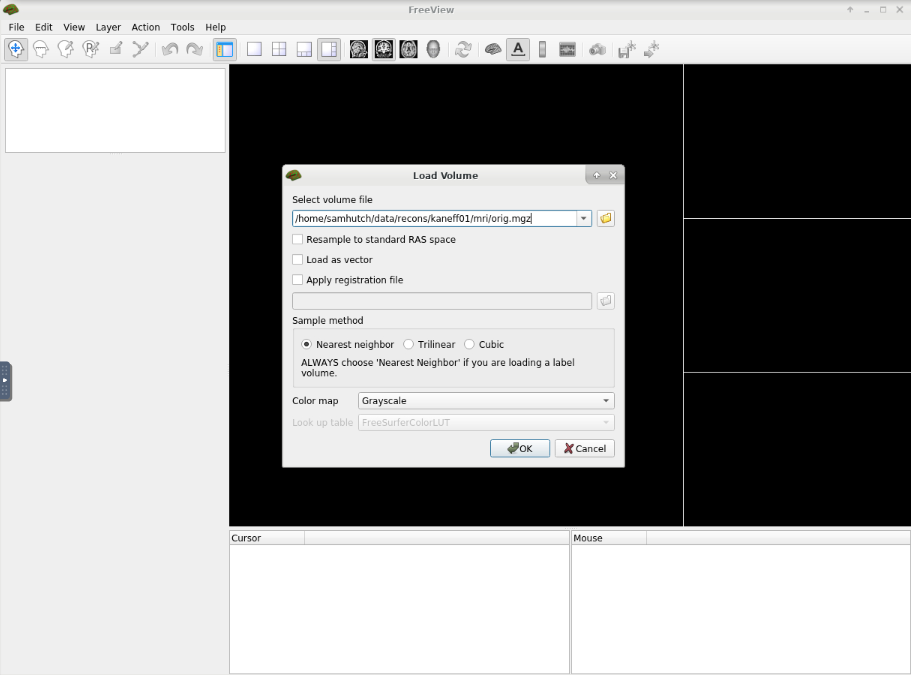 FreeView
File Edit View Layer Action Tools Help
A
Load Volume
Select volume file
/home/samhutch/data/recons/kaneff01/mri/orig.mgz
Resample to standard RAS space
Load as vector
Apply registration file
Sample method
Nearest neighbor Trilinear Cubic
ALWAYS choose 'Nearest Neighbor' if you are loading a label
volume.
Color map Grayscale
Look up table FreeSurferColorLUT
OK Cancel
Cursor Mouse